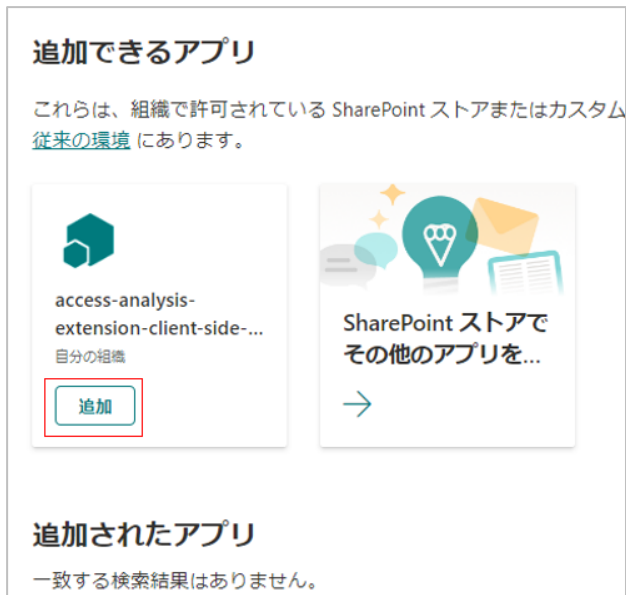 追加できるアプリ
これらは、組織で許可されている SharePoint ストアまたはカスタム
従来の環境 にあります。
access-analysis-
extension-client-side-...
自分の組織
追加
SharePoint ストアで
その他のアプリを...
追加されたアプリ
一致する検索結果はありません。